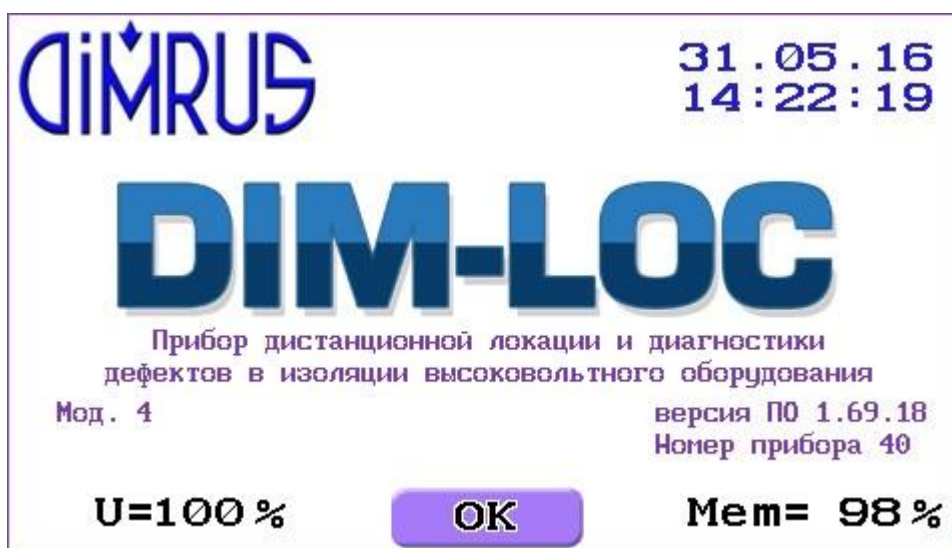 DiMRUS
31.05.16
14:22:19
DIM-LOC
Прибор дистанционной локации и диагностики
дефектов в изоляции высоковольтного оборудования
Мод. 4
версия ПО 1.69.18
Номер прибора 40
U=100%
OK
Mem= 98%